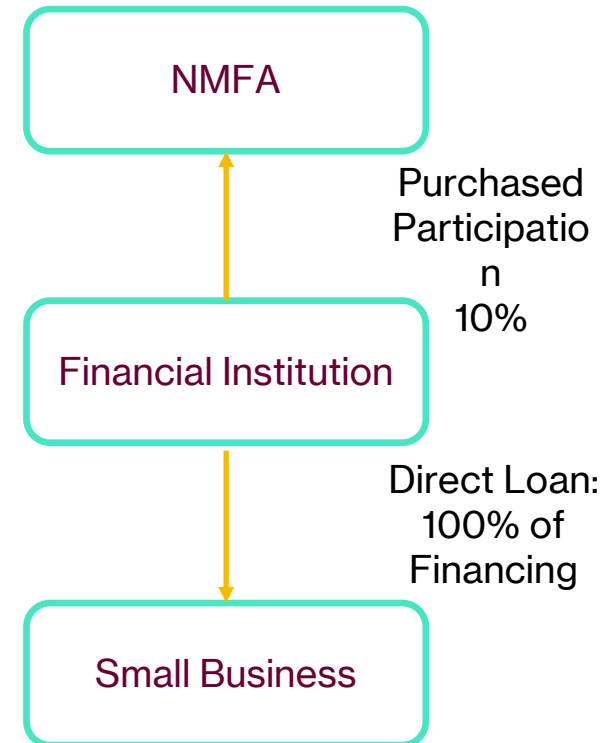 NMFA
Purchased
Participatio
n
10%
Financial Institution
Direct Loan:
100% of
Financing
Small Business